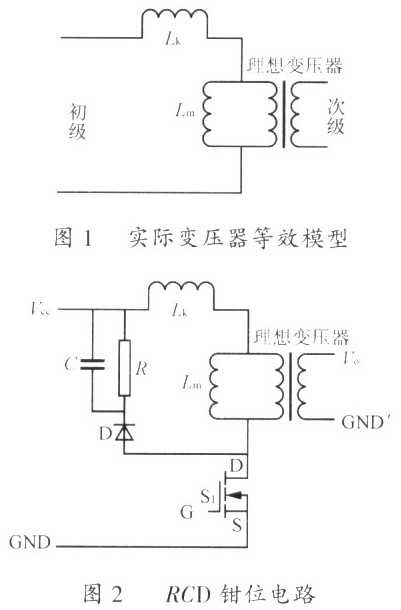 Lk
理想变压器
Lm
初级
次级
图 1 实际变压器等效模型
Vcc
Lk
理想变压器
C
R
Lm
Vo
D
GND′
D
S1
G
S
GND
图 2 RCD 钳位电路